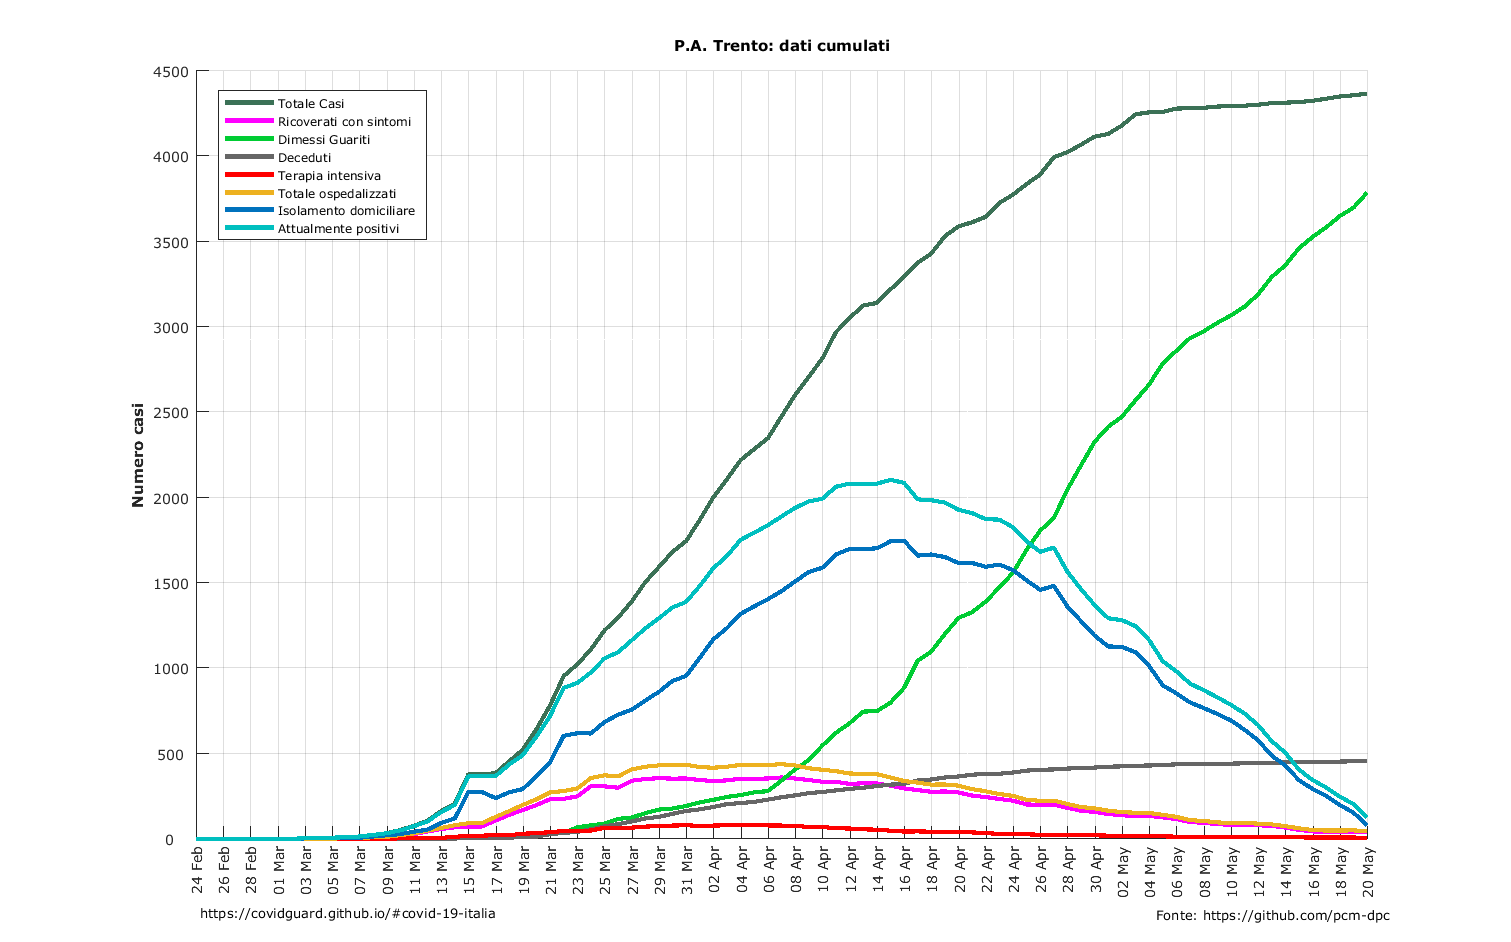 P.A. Trento: dati cumulati
4500
4000
3500
3000
2500
2000
1500
1000
500
0
Numero casi
Totale Casi
Ricoverati con sintomi
Dimessi Guariti
Deceduti
Terapia intensiva
Totale ospedalizzati
Isolamento domiciliare
Attualmente positivi
24 Feb
26 Feb
28 Feb
01 Mar
03 Mar
05 Mar
07 Mar
09 Mar
11 Mar
13 Mar
15 Mar
17 Mar
19 Mar
21 Mar
23 Mar
25 Mar
27 Mar
29 Mar
31 Mar
02 Apr
04 Apr
06 Apr
08 Apr
10 Apr
12 Apr
14 Apr
16 Apr
18 Apr
20 Apr
22 Apr
24 Apr
26 Apr
28 Apr
30 Apr
02 May
04 May
06 May
08 May
10 May
12 May
14 May
16 May
18 May
20 May
https://covidguard.github.io/#covid-19-italia
Fonte: https://github.com/pcm-dpc